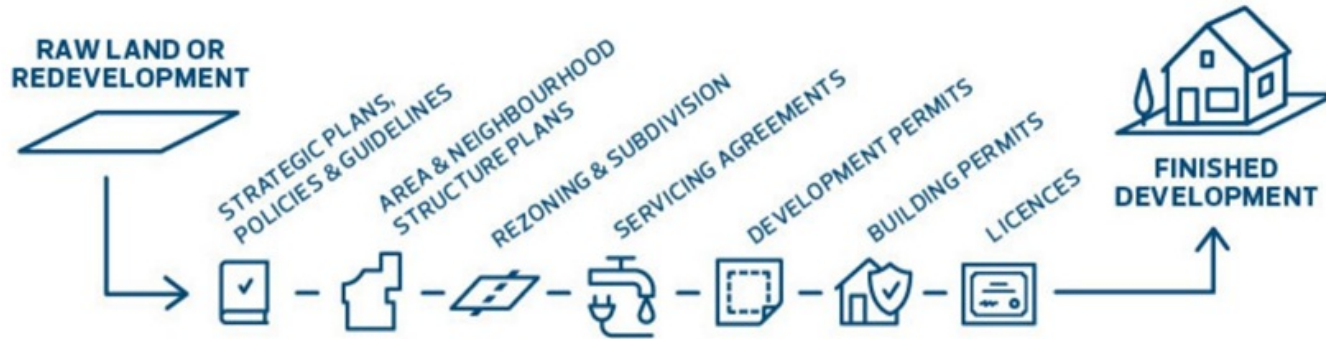 RAW LAND OR
REDEVELOPMENT
STRATEGIC PLANS,
POLICIES & GUIDELINES
AREA & NEIGHBOURHOOD
STRUCTURE PLANS
REZONING & SUBDIVISION
SERVICING AGREEMENTS
DEVELOPMENT PERMITS
BUILDING PERMITS
LICENCES
FINISHED
DEVELOPMENT